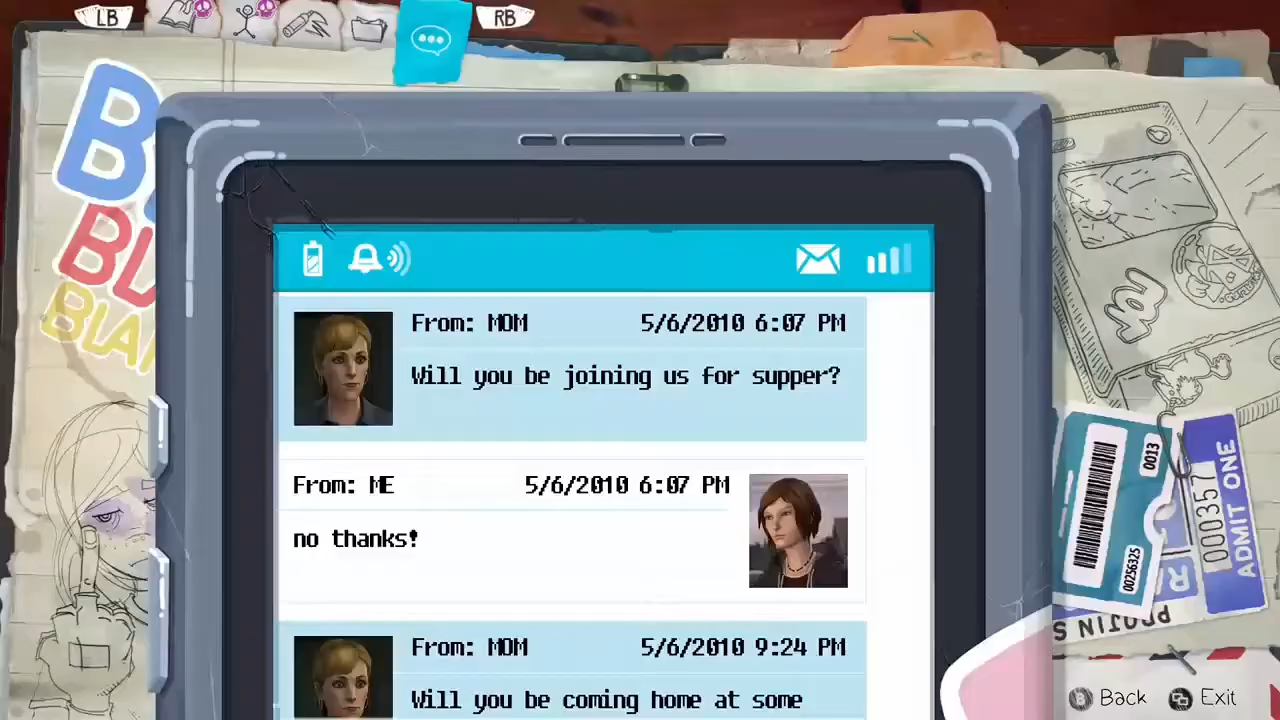 LB
RB
From: MOM 5/6/2010 6:07 PM
Will you be joining us for supper?
From: ME 5/6/2010 6:07 PM
no thanks!
From: MOM 5/6/2010 9:24 PM
Will you be coming home at some
0013
00256325
000357
ADMIT ONE
Back
Exit